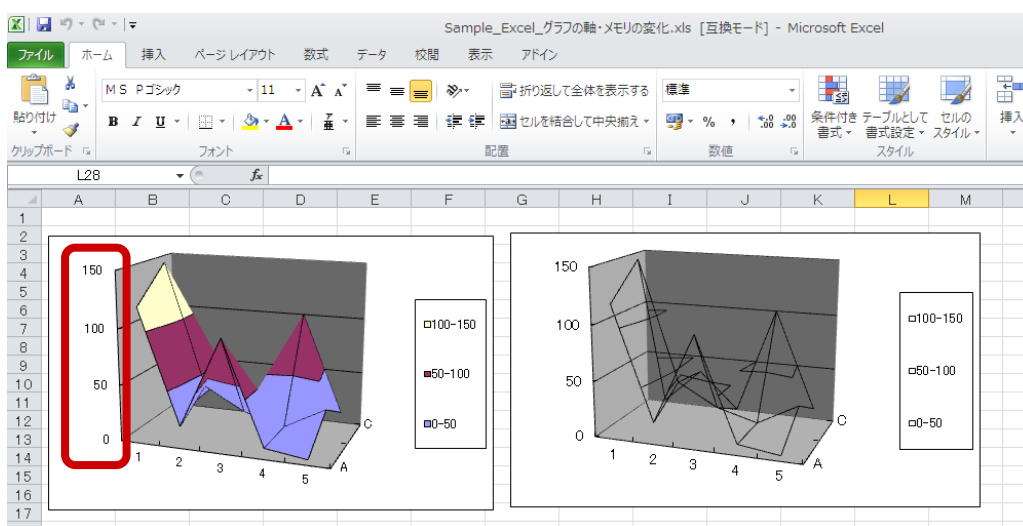 Sample_Excel_グラフの軸・メモリの変化.xls [互換モード] - Microsoft Excel
ファイル ホーム 挿入 ページ レイアウト 数式 データ 校閲 表示 アドイン
貼り付け
MS Pゴシック 11 A A
B I U A
折り返して全体を表示する
セルを結合して中央揃え
標準
% , .00
条件付き書式
テーブルとして書式設定
セルのスタイル
挿入
クリップボード フォント 配置 数値 スタイル
L28 fx
A B C D E F G H I J K L M
1
2
3
4
5
6
7
8
9
10
11
12
13
14
15
16
17
150
100
50
0
1 2 3 4 5
A
C
100-150
50-100
0-50
150
100
50
0
1 2 3 4 5
A
C
100-150
50-100
0-50